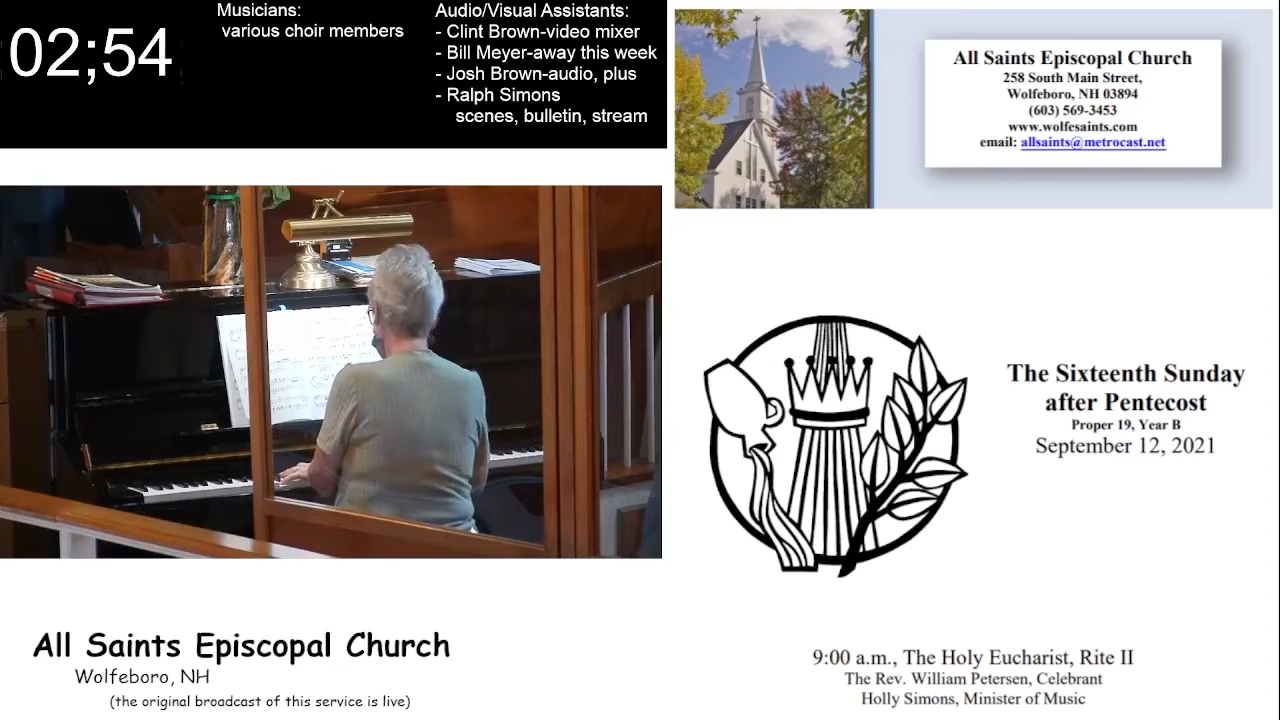 02;54
Musicians:
various choir members
Audio/Visual Assistants:
- Clint Brown-video mixer
- Bill Meyer-away this week
- Josh Brown-audio, plus
- Ralph Simons
scenes, bulletin, stream
All Saints Episcopal Church
258 South Main Street,
Wolfeboro, NH 03894
(603) 569-3453
www.wolfesaints.com
email: allsaints@metrocast.net
The Sixteenth Sunday
after Pentecost
Proper 19, Year B
September 12, 2021
All Saints Episcopal Church
Wolfeboro, NH
(the original broadcast of this service is live)
9:00 a.m., The Holy Eucharist, Rite II
The Rev. William Petersen, Celebrant
Holly Simons, Minister of Music